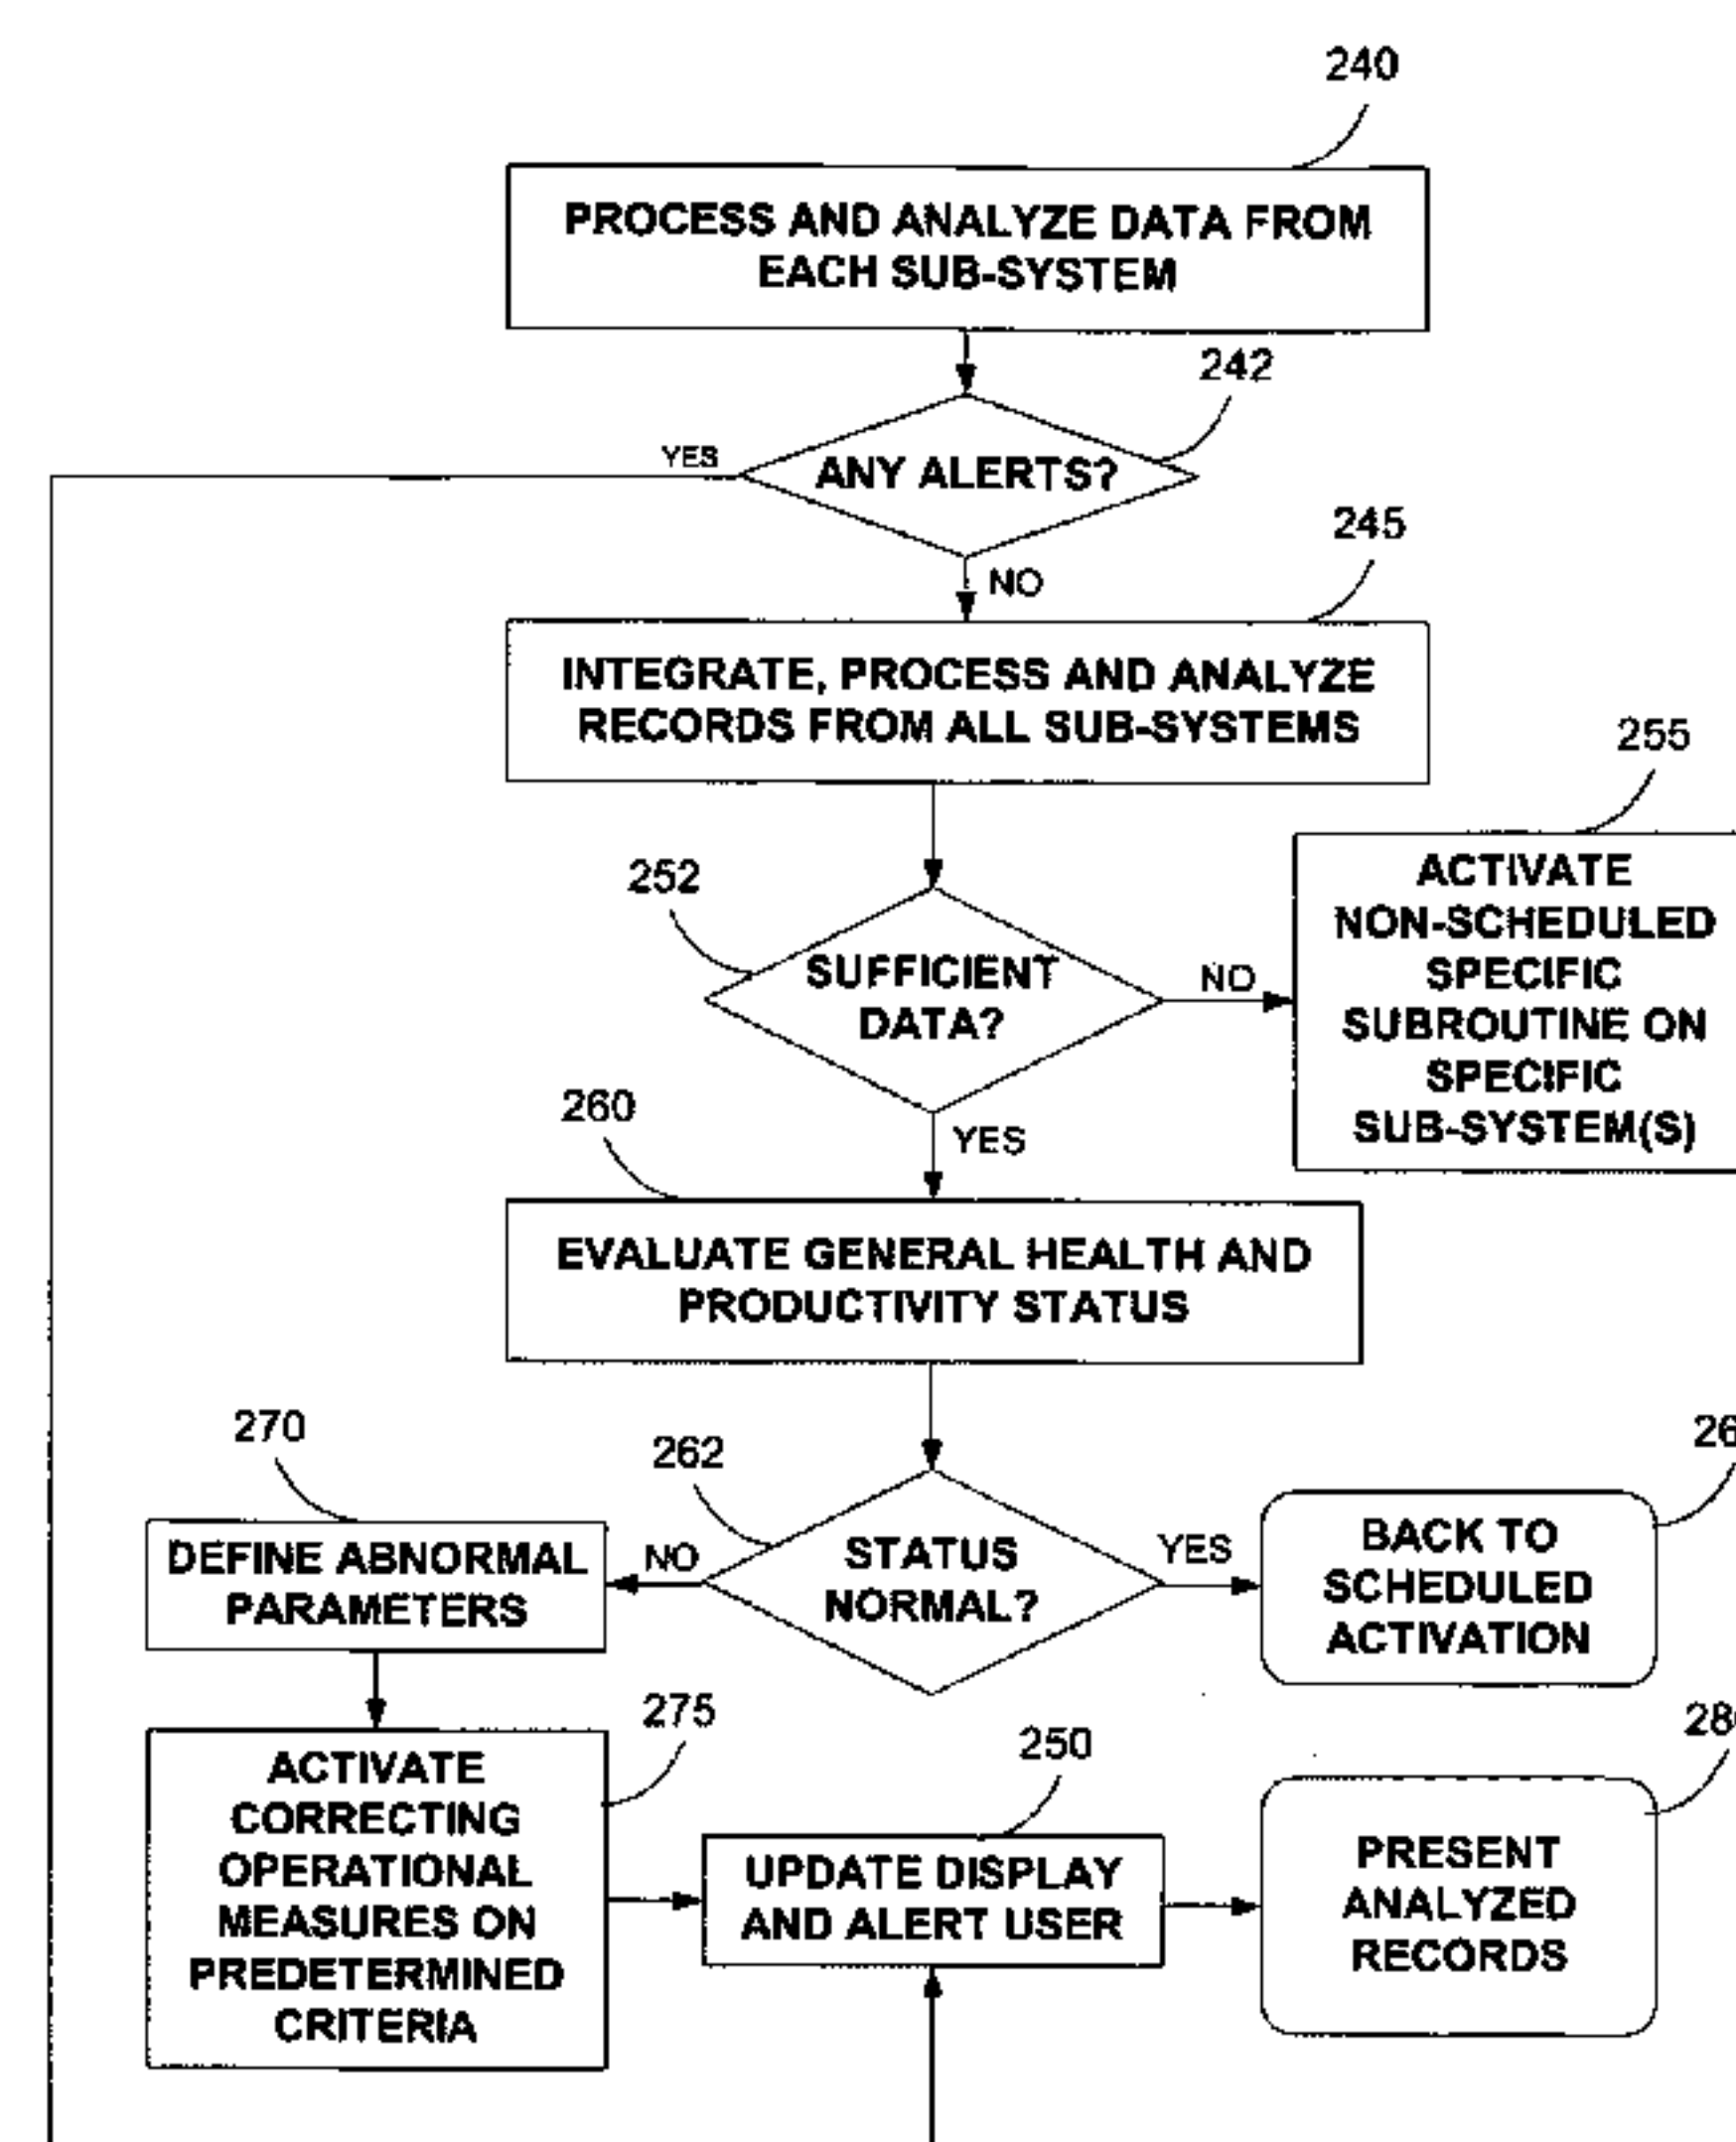 240
PROCESS AND ANALYZE DATA FROM
EACH SUB-SYSTEM
242
YES
ANY ALERTS?
245
NO
INTEGRATE, PROCESS AND ANALYZE
RECORDS FROM ALL SUB-SYSTEMS
255
252
ACTIVATE
NON-SCHEDULED
SPECIFIC
SUBROUTINE ON
SPECIFIC
SUB-SYSTEM(S)
SUFFICIENT
DATA?
NO
260
YES
EVALUATE GENERAL HEALTH AND
PRODUCTIVITY STATUS
270
262
DEFINE ABNORMAL
PARAMETERS
NO
STATUS
NORMAL?
YES
BACK TO
SCHEDULED
ACTIVATION
275
250
ACTIVATE
CORRECTING
OPERATIONAL
MEASURES ON
PREDETERMINED
CRITERIA
UPDATE DISPLAY
AND ALERT USER
PRESENT
ANALYZED
RECORDS